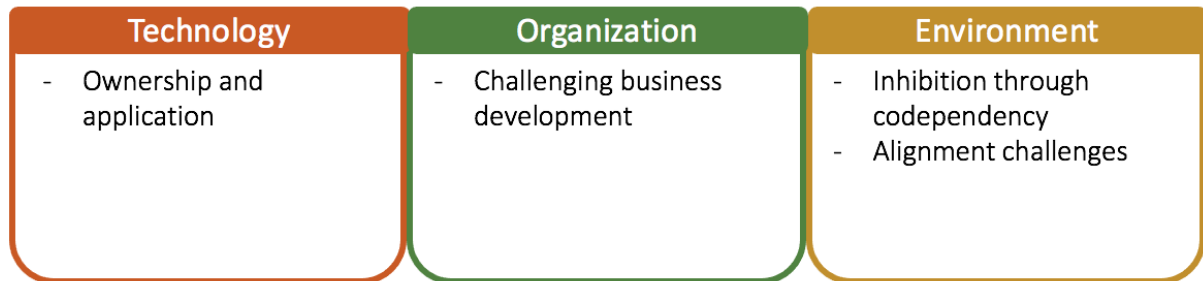 Technology
- Ownership and
application
Organization
- Challenging business
development
Environment
- Inhibition through
codependency
- Alignment challenges